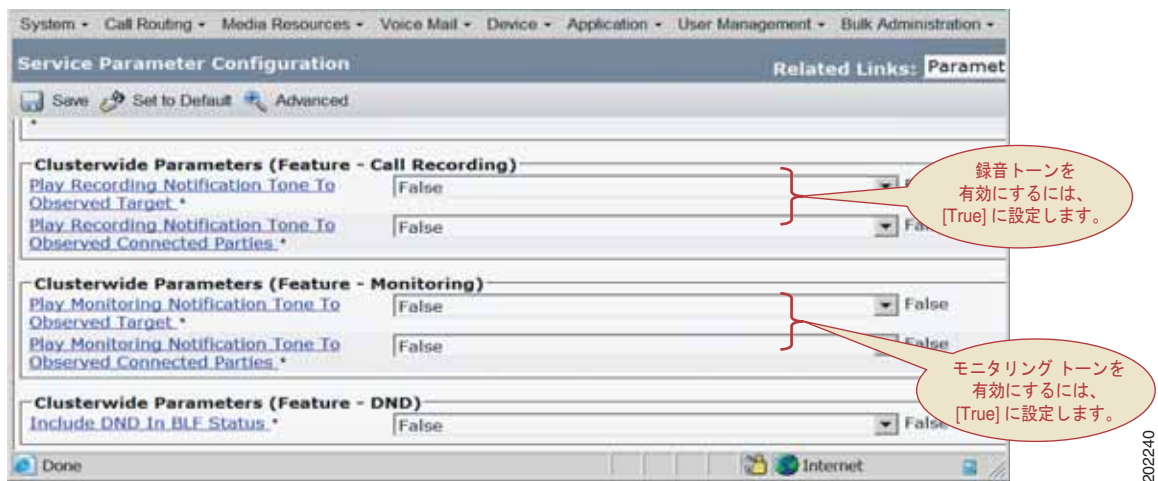 System Call Routing Media Resources Voice Mail Device Application User Management Bulk Administration
Service Parameter Configuration Related Links: Paramet
Save Set to Default Advanced
*
Clusterwide Parameters (Feature - Call Recording)
Play Recording Notification Tone To
Observed Target * False
Play Recording Notification Tone To
Observed Connected Parties * False
録音トーンを
有効にするには、
[True] に設定します。
Clusterwide Parameters (Feature - Monitoring)
Play Monitoring Notification Tone To
Observed Target * False False
Play Monitoring Notification Tone To
Observed Connected Parties * False False
モニタリング トーンを
有効にするには、
[True] に設定します。
Clusterwide Parameters (Feature - DND)
Include DND In BLF Status * False False
Done Internet
202240